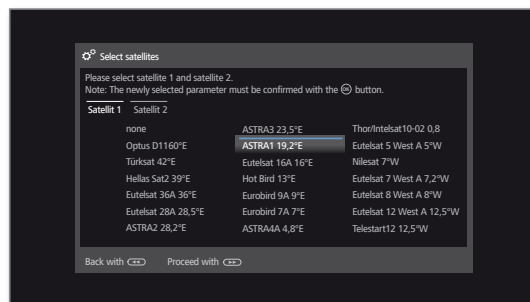 Select satellites
Please select satellite 1 and satellite 2.
Note: The newly selected parameter must be confirmed with the OK button.
Satellit 1 Satellit 2
none
Optus D1160°E
Türksat 42°E
Hellas Sat2 39°E
Eutelsat 36A 36°E
Eutelsat 28A 28,5°E
ASTRA2 28,2°E
ASTRA3 23,5°E
ASTRA1 19,2°E
Eutelsat 16A 16°E
Hot Bird 13°E
Eurobird 9A 9°E
Eurobird 7A 7°E
ASTRA4A 4,8°E
Thor/Intelsat10-02 0,8
Eutelsat 5 West A 5°W
Nilesat 7°W
Eutelsat 7 West A 7,2°W
Eutelsat 8 West A 8°W
Eutelsat 12 West A 12,5°W
Telestart12 12,5°W
Back with Proceed with